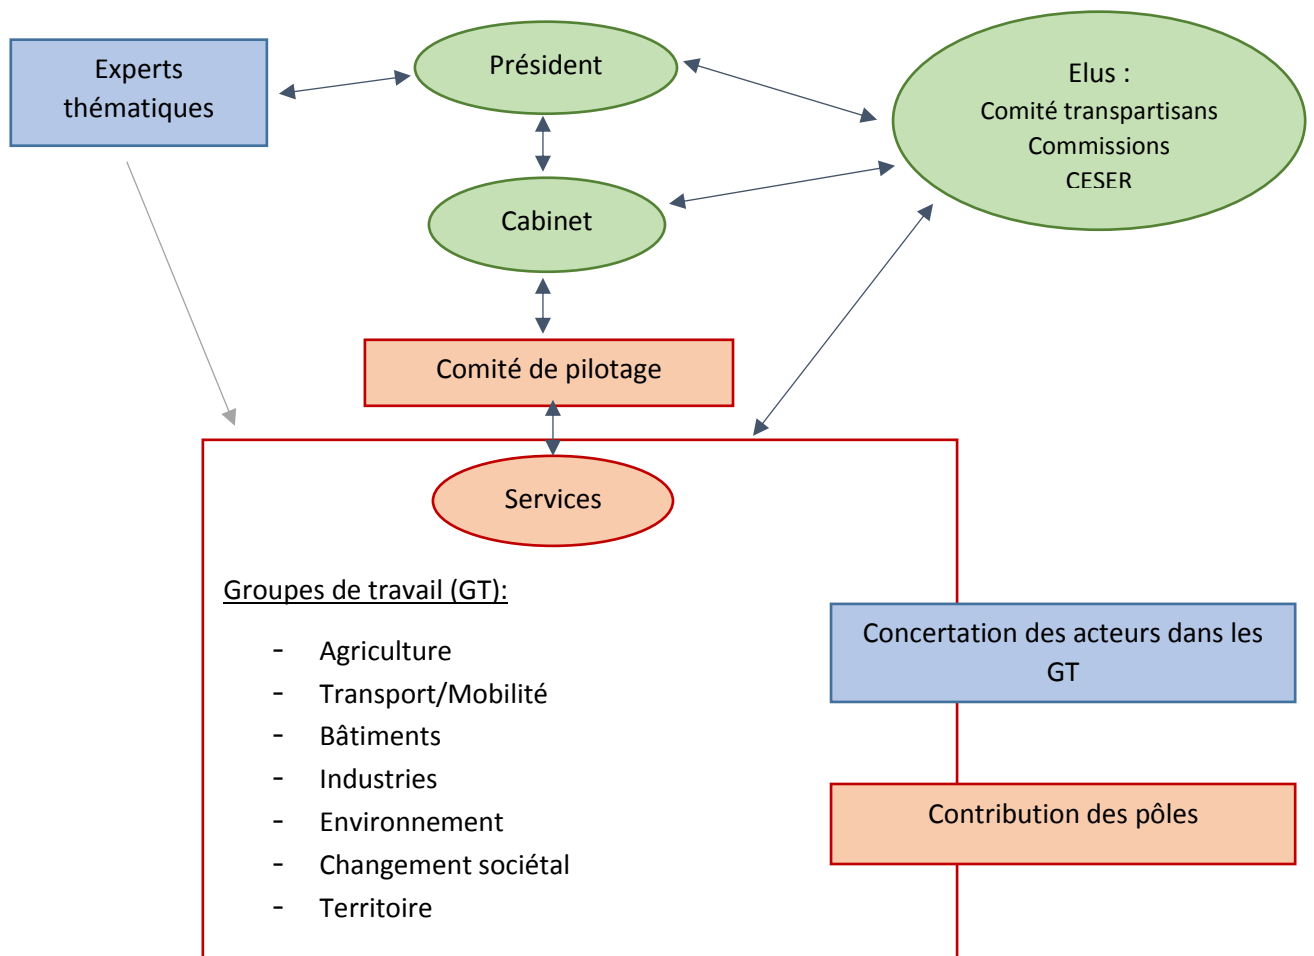 Experts
thématiques
Président
Elus :
Comité transpartisans
Commissions
CESER
Cabinet
Comité de pilotage
Services
Groupes de travail (GT):
- Agriculture
- Transport/Mobilité
- Bâtiments
- Industries
- Environnement
- Changement sociétal
- Territoire
Concertation des acteurs dans les
GT
Contribution des pôles